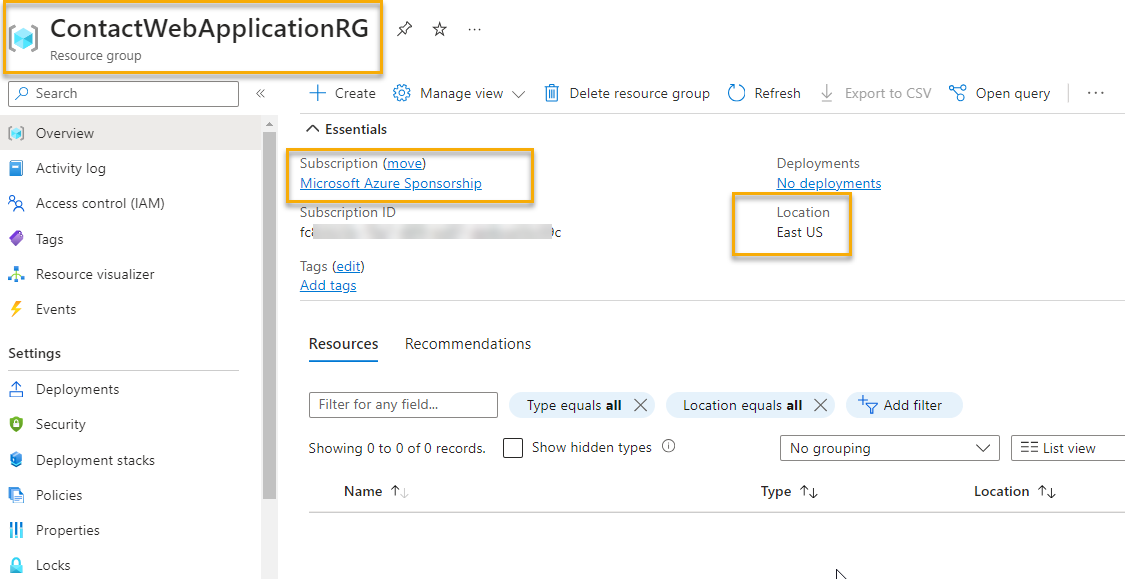 ContactWebApplicationRG
Resource group
Search
Create Manage view Delete resource group Refresh Export to CSV Open query
Overview
Activity log
Access control (IAM)
Tags
Resource visualizer
Events
Settings
Deployments
Security
Deployment stacks
Policies
Properties
Locks
Essentials
Subscription (move)
Microsoft Azure Sponsorship
Subscription ID
Tags (edit)
Add tags
Deployments
No deployments
Location
East US
Resources Recommendations
Filter for any field... Type equals all Location equals all Add filter
Showing 0 to 0 of 0 records. Show hidden types No grouping List view
Name Type Location